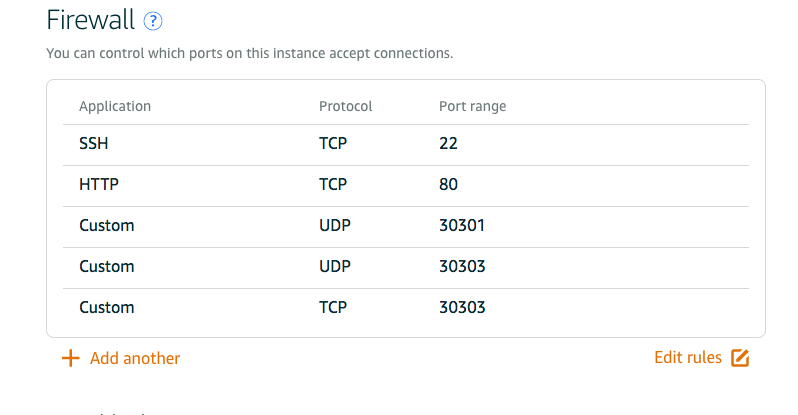 Firewall ?
You can control which ports on this instance accept connections.
Application Protocol Port range
SSH TCP 22
HTTP TCP 80
Custom UDP 30301
Custom UDP 30303
Custom TCP 30303
Add another Edit rules